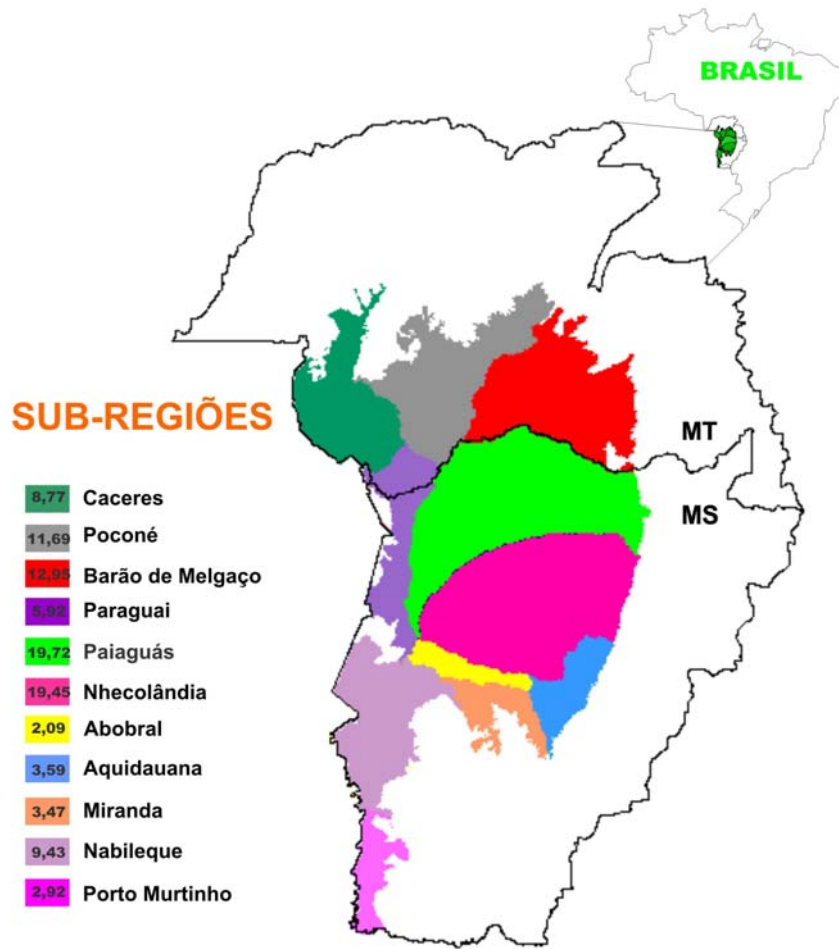 BRASIL
SUB-REGIÕES
MT
MS
8,77 Caceres
11,69 Poconé
12,95 Barão de Melgaço
5,92 Paraguai
19,72 Paiaguás
19,45 Nhecolândia
2,09 Abobral
3,59 Aquidauana
3,47 Miranda
9,43 Nabileque
2,92 Porto Murtinho